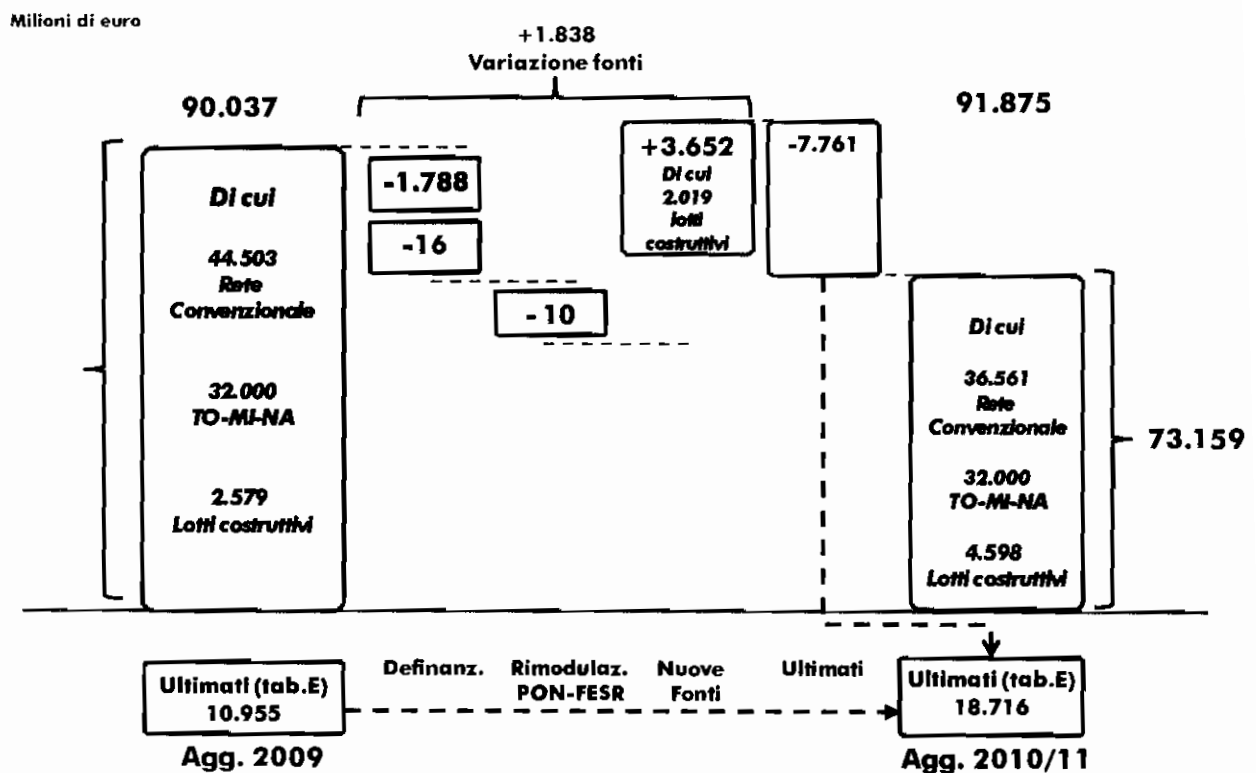 Milioni di euro
+1.838
Variazione fonti
90.037
91.875
Di cui
44.503
Rete
Convenzionale
32.000
TO-MI-NA
2.579
Lotti costruttivi
-1.788
-16
- 10
+3.652
Di cui
2.019
lotti
costruttivi
-7.761
Di cui
36.561
Rete
Convenzionale
32.000
TO-MI-NA
4.598
Lotti costruttivi
73.159
Ultimati (tab.E)
10.955
Definanz.
Rimodulaz.
PON-FESR
Nuove
Fonti
Ultimati
Ultimati (tab.E)
18.716
Agg. 2009
Agg. 2010/11